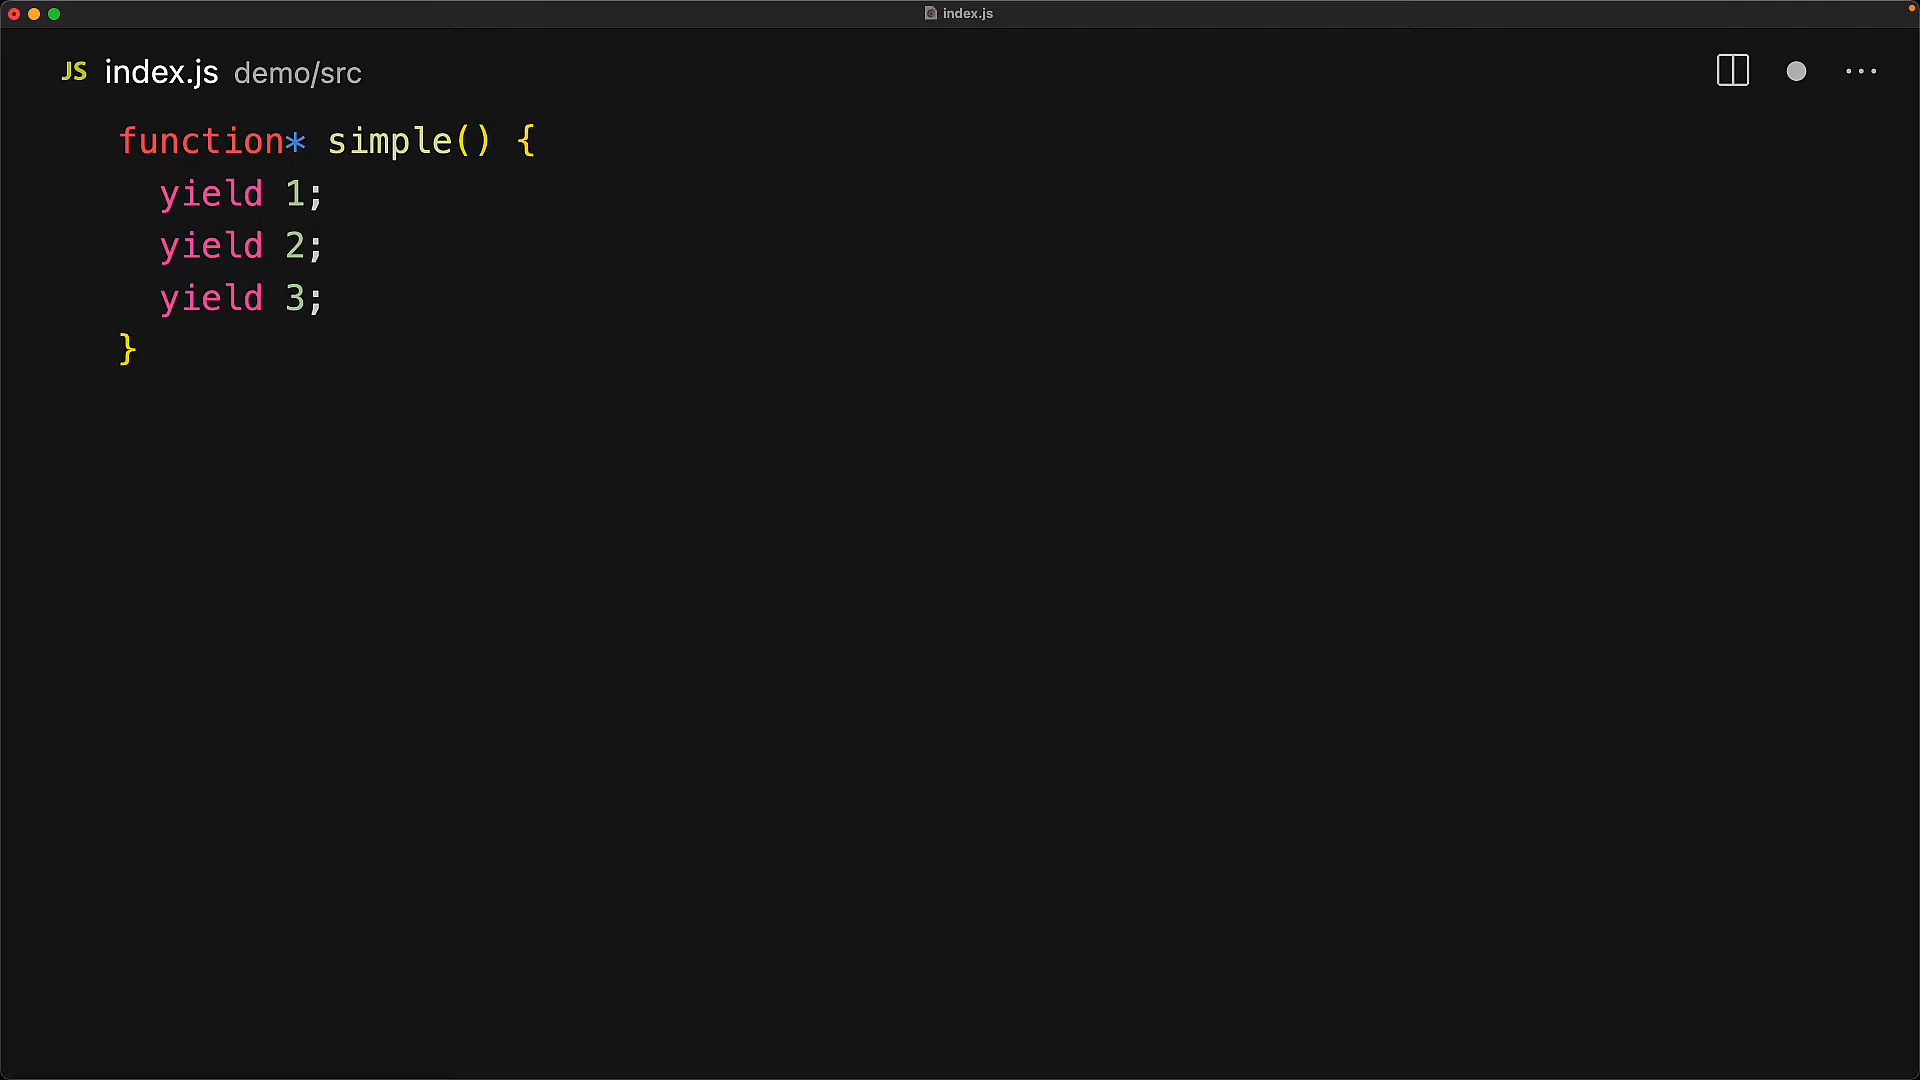 index.js
JS index.js demo/src
function* simple() {
  yield 1;
  yield 2;
  yield 3;
}